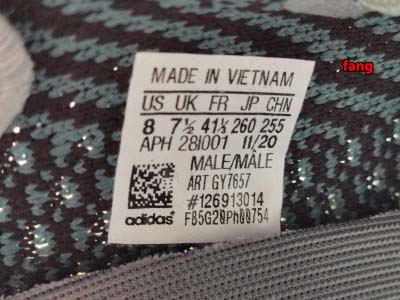 fang
MADE IN VIETNAM
US UK FR JP CHN
8 7½ 41⅓ 260 255
APH 28I001 11/20
MALE/MÂLE
ART GY7657
#126913014
adidas® F85G20Ph00754